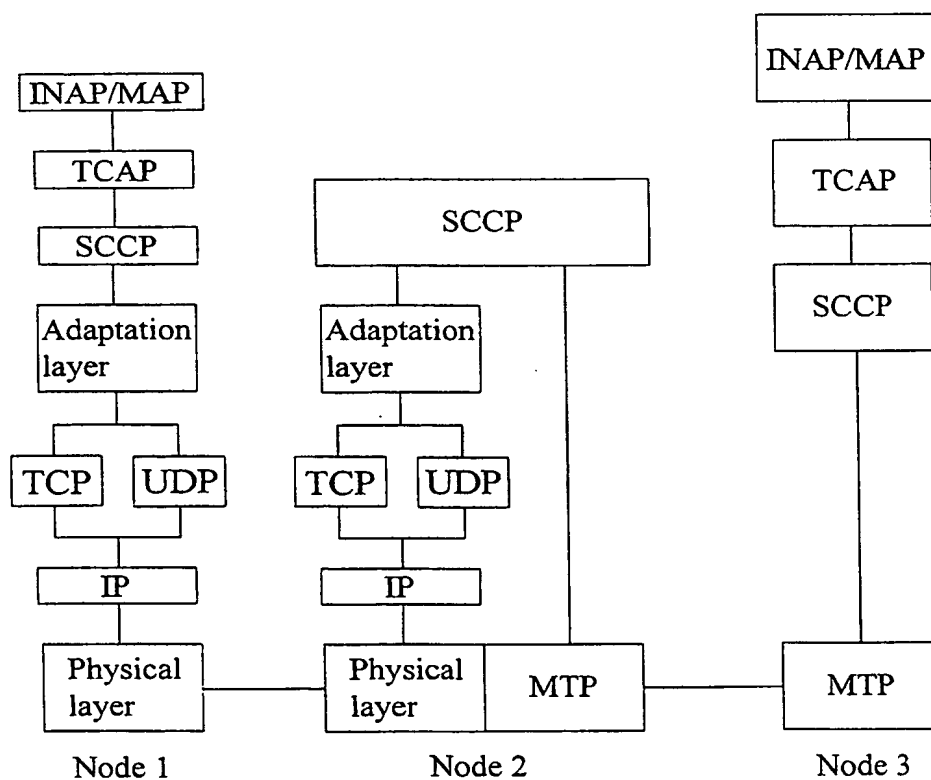 INAP/MAP
TCAP
SCCP
Adaptation
layer
TCP
UDP
IP
Physical
layer
Node 1
SCCP
Adaptation
layer
TCP
UDP
IP
Physical
layer
MTP
Node 2
INAP/MAP
TCAP
SCCP
MTP
Node 3